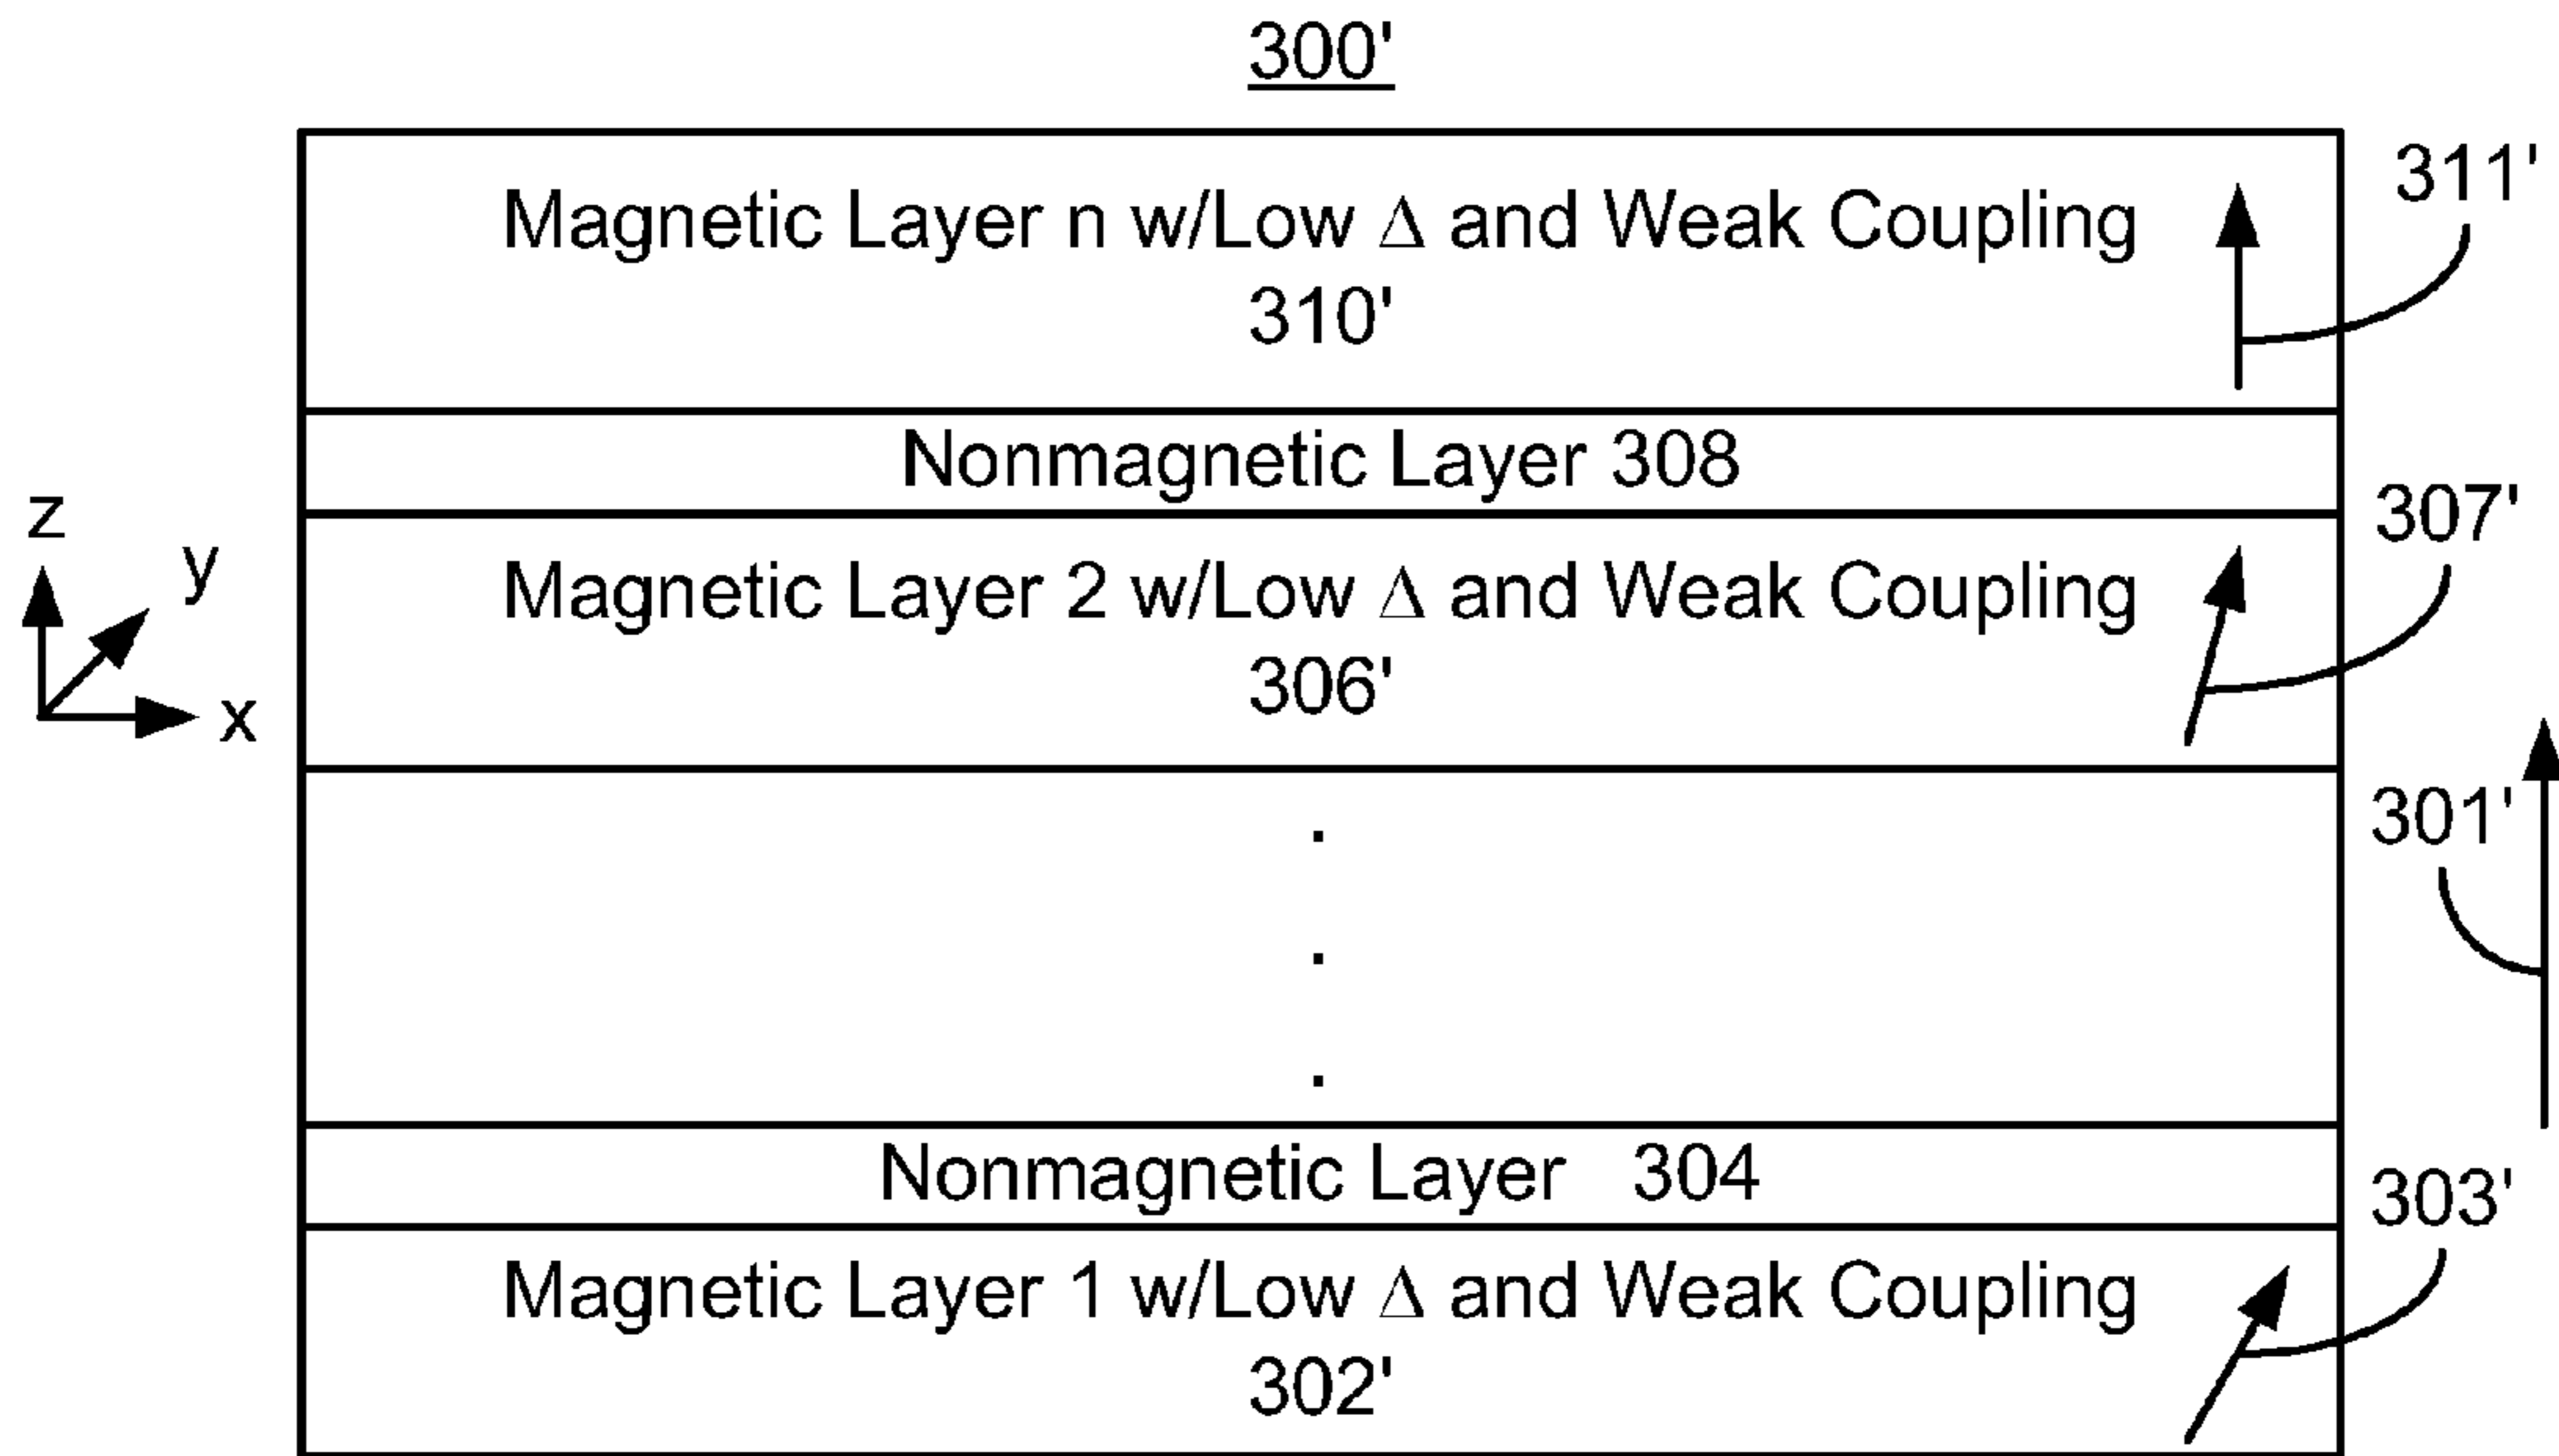 300'
Magnetic Layer n w/Low Δ and Weak Coupling
310'
311'
Nonmagnetic Layer 308
z
y
x
Magnetic Layer 2 w/Low Δ and Weak Coupling
306'
307'
.
.
.
301'
Nonmagnetic Layer 304
303'
Magnetic Layer 1 w/Low Δ and Weak Coupling
302'